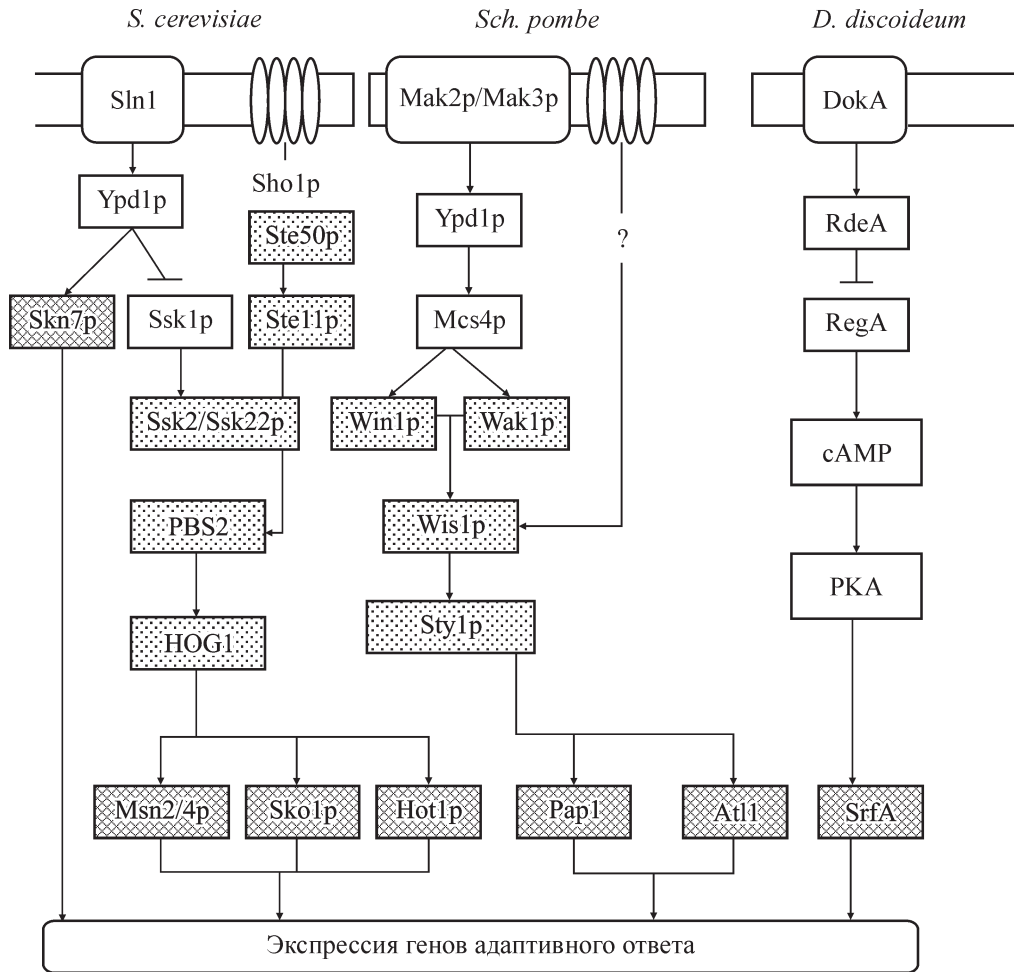 S. cerevisiae
Sch. pombe
D. discoideum
Sln1
Mak2p/Mak3p
DokA
Sho1p
Ypd1p
Ypd1p
RdeA
Ste50p
?
Skn7p
Ssk1p
Ste11p
Mcs4p
RegA
Ssk2/Ssk22p
Win1p
Wak1p
cAMP
PBS2
Wis1p
PKA
HOG1
Sty1p
Msn2/4p
Sko1p
Hot1p
Pap1
Atl1
SrfA
Экспрессия генов адаптивного ответа